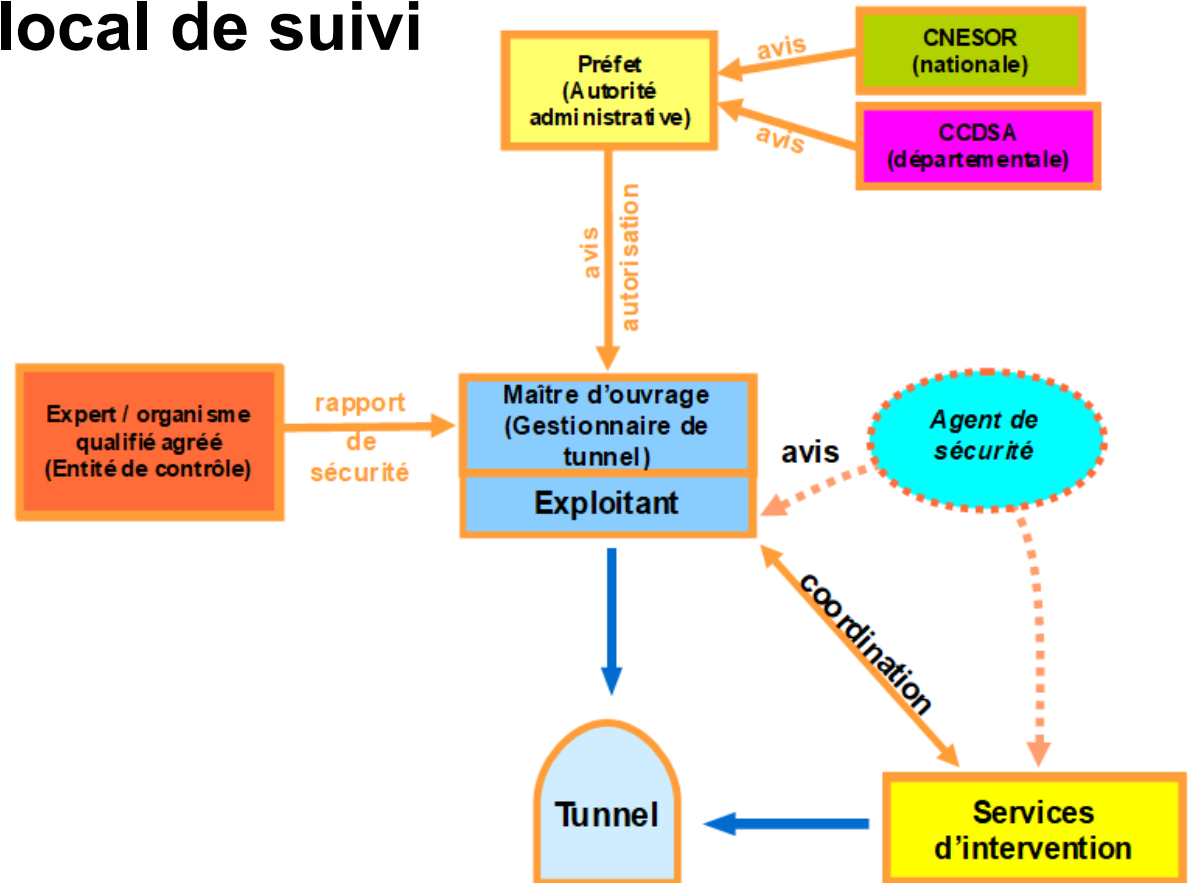 local de suivi
Préfet
(Autorité
administrative)
avis
CNESOR
(nationale)
avis
CCDSA
(départementale)
avis
autorisation
Expert / organisme
qualifié agréé
(Entité de contrôle)
rapport
de
sécurité
Maître d'ouvrage
(Gestionnaire de
tunnel)
Exploitant
avis
Agent de
sécurité
coordination
Tunnel
Services
d'intervention